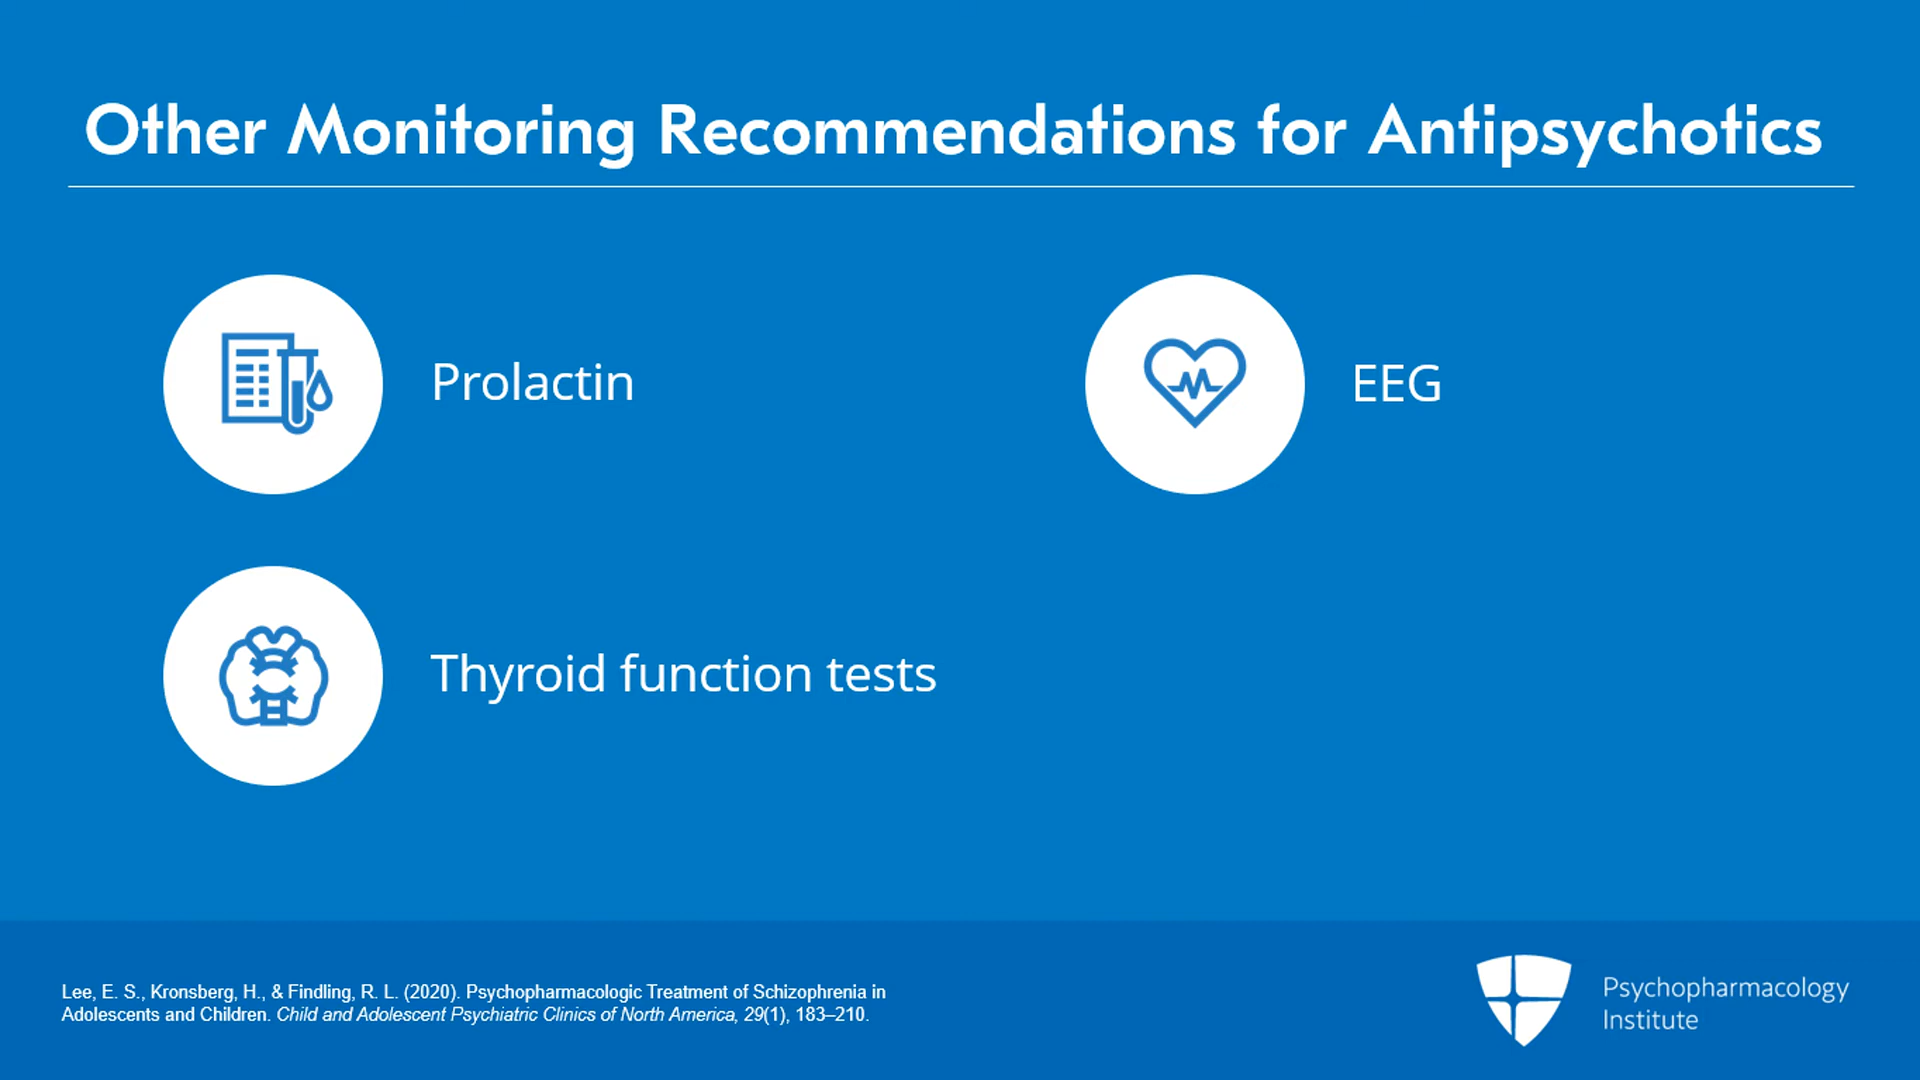 Other Monitoring Recommendations for Antipsychotics
Prolactin
EEG
Thyroid function tests
Lee, E. S., Kronsberg, H., & Findling, R. L. (2020). Psychopharmacologic Treatment of Schizophrenia in
Adolescents and Children. Child and Adolescent Psychiatric Clinics of North America, 29(1), 183–210.
Psychopharmacology
Institute